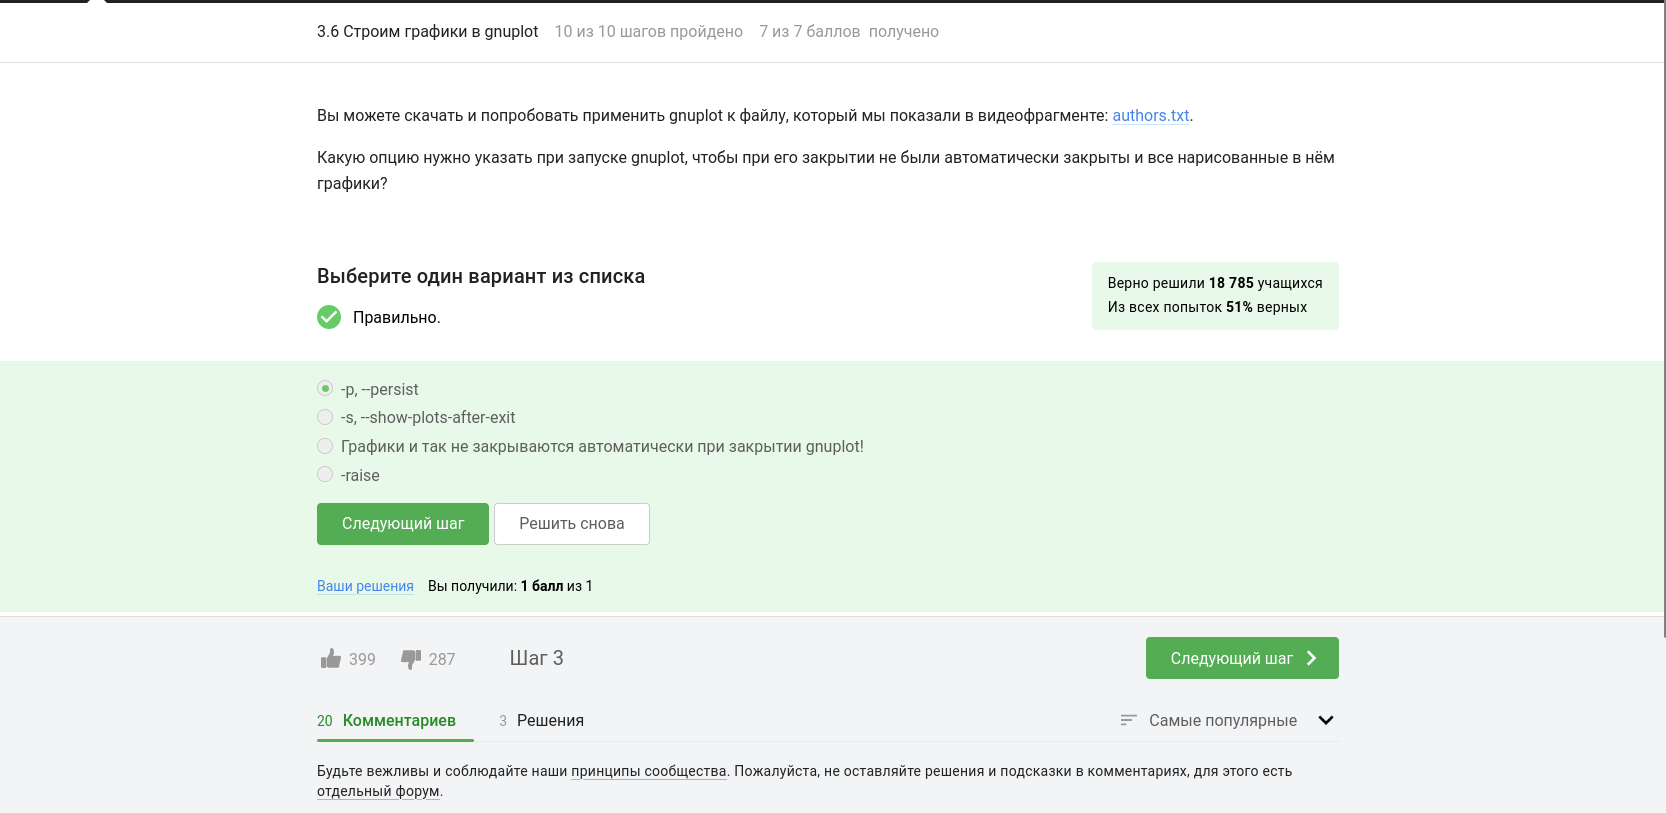 3.6 Строим графики в gnuplot 10 из 10 шагов пройдено 7 из 7 баллов получено
Вы можете скачать и попробовать применить gnuplot к файлу, который мы показали в видеофрагменте: authors.txt.
Какую опцию нужно указать при запуске gnuplot, чтобы при его закрытии не были автоматически закрыты и все нарисованные в нём
графики?
Выберите один вариант из списка
Правильно.
Верно решили 18 785 учащихся
Из всех попыток 51% верных
-p, --persist
-s, --show-plots-after-exit
Графики и так не закрываются автоматически при закрытии gnuplot!
-raise
Следующий шаг Решить снова
Ваши решения Вы получили: 1 балл из 1
399 287 Шаг 3 Следующий шаг
20 Комментариев 3 Решения Самые популярные
Будьте вежливы и соблюдайте наши принципы сообщества. Пожалуйста, не оставляйте решения и подсказки в комментариях, для этого есть
отдельный форум.